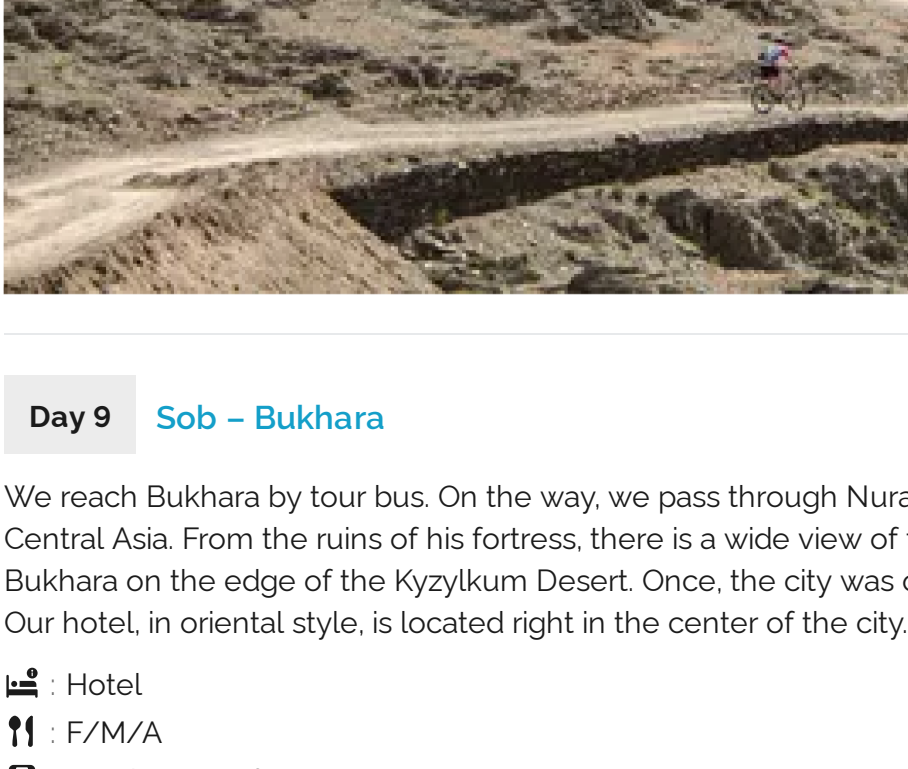 Day 9
Sob – Bukhara
We reach Bukhara by tour bus. On the way, we pass through
Central Asia. From the ruins of his fortress, there is a wide view of
Bukhara on the edge of the Kyzylkum Desert. Once, the city was
Our hotel, in oriental style, is located right in the center of the city.
: Hotel
: F/M/A